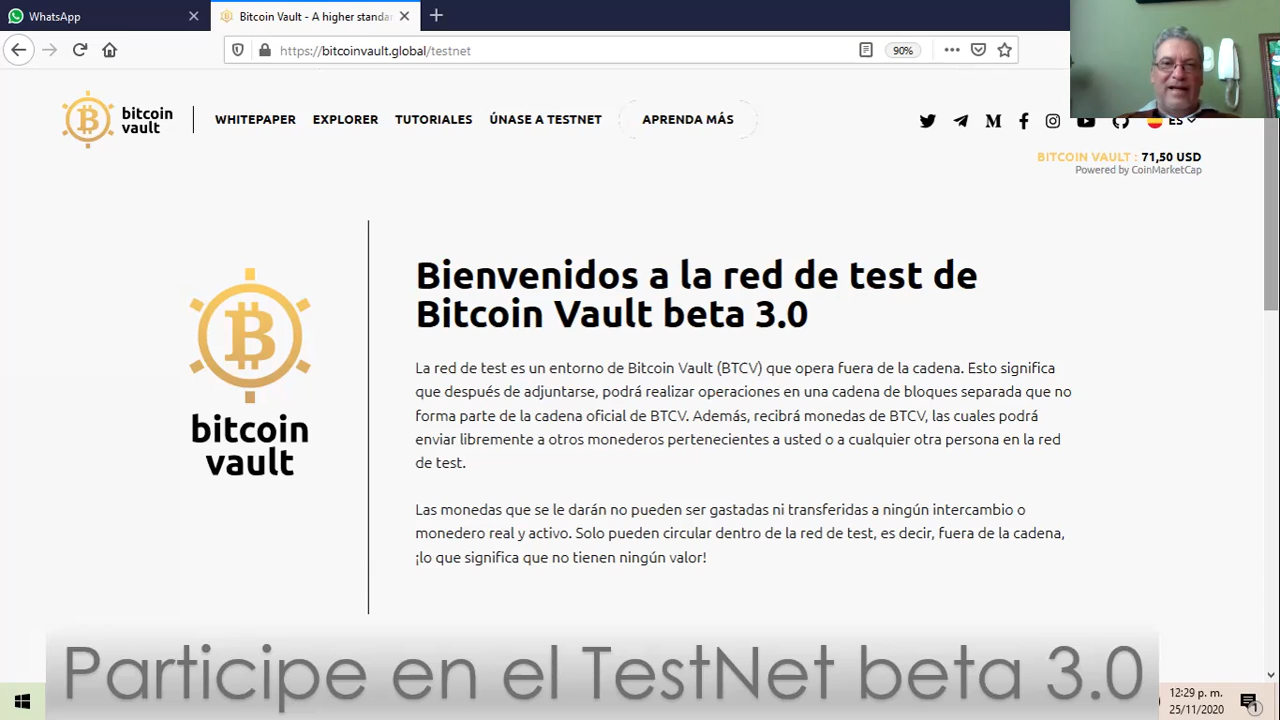 WhatsApp
Bitcoin Vault - A higher standar
https://bitcoinvault.global/testnet
90%
bitcoin
vault
WHITEPAPER
EXPLORER
TUTORIALES
ÚNASE A TESTNET
APRENDA MÁS
ES
BITCOIN VAULT : 71,50 USD
Powered by CoinMarketCap
bitcoin
vault
Bienvenidos a la red de test de
Bitcoin Vault beta 3.0
La red de test es un entorno de Bitcoin Vault (BTCV) que opera fuera de la cadena. Esto significa
que después de adjuntarse, podrá realizar operaciones en una cadena de bloques separada que no
forma parte de la cadena oficial de BTCV. Además, recibrá monedas de BTCV, las cuales podrá
enviar libremente a otros monederos pertenecientes a usted o a cualquier otra persona en la red
de test.
Las monedas que se le darán no pueden ser gastadas ni transferidas a ningún intercambio o
monedero real y activo. Solo pueden circular dentro de la red de test, es decir, fuera de la cadena,
¡lo que significa que no tienen ningún valor!
Participe en el TestNet beta 3.0
12:29 p. m.
25/11/2020
1